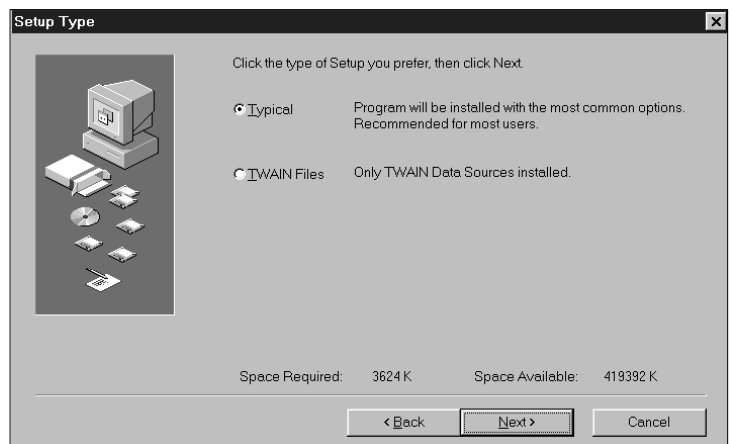 Setup Type
Click the type of Setup you prefer, then click Next.
Typical Program will be installed with the most common options.
Recommended for most users.
TWAIN Files Only TWAIN Data Sources installed.
Space Required: 3624 K Space Available: 419392 K
< Back Next > Cancel